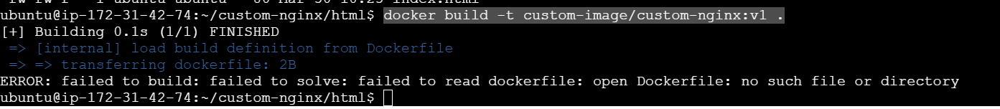 ubuntu@ip-172-31-42-74:~/custom-nginx/html$ docker build -t custom-image/custom-nginx:v1 .
[+] Building 0.1s (1/1) FINISHED
=> [internal] load build definition from Dockerfile
=> => transferring dockerfile: 2B
ERROR: failed to build: failed to solve: failed to read dockerfile: open Dockerfile: no such file or directory
ubuntu@ip-172-31-42-74:~/custom-nginx/html$